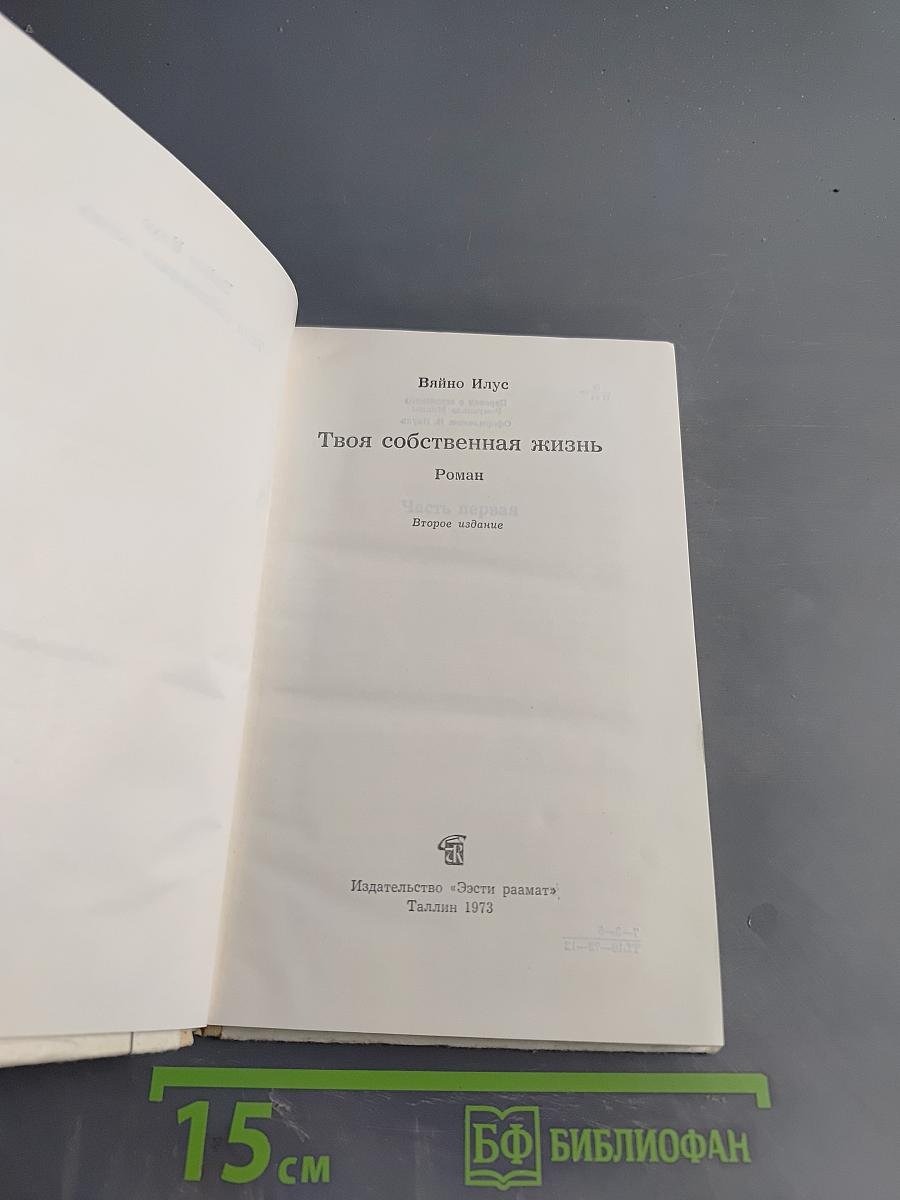 Вяйно Илус
Твоя собственная жизнь
Роман
Часть первая
Второе издание
Издательство «Ээсти раамат»
Таллин 1973
15 см
БФ БИБЛИОФАН